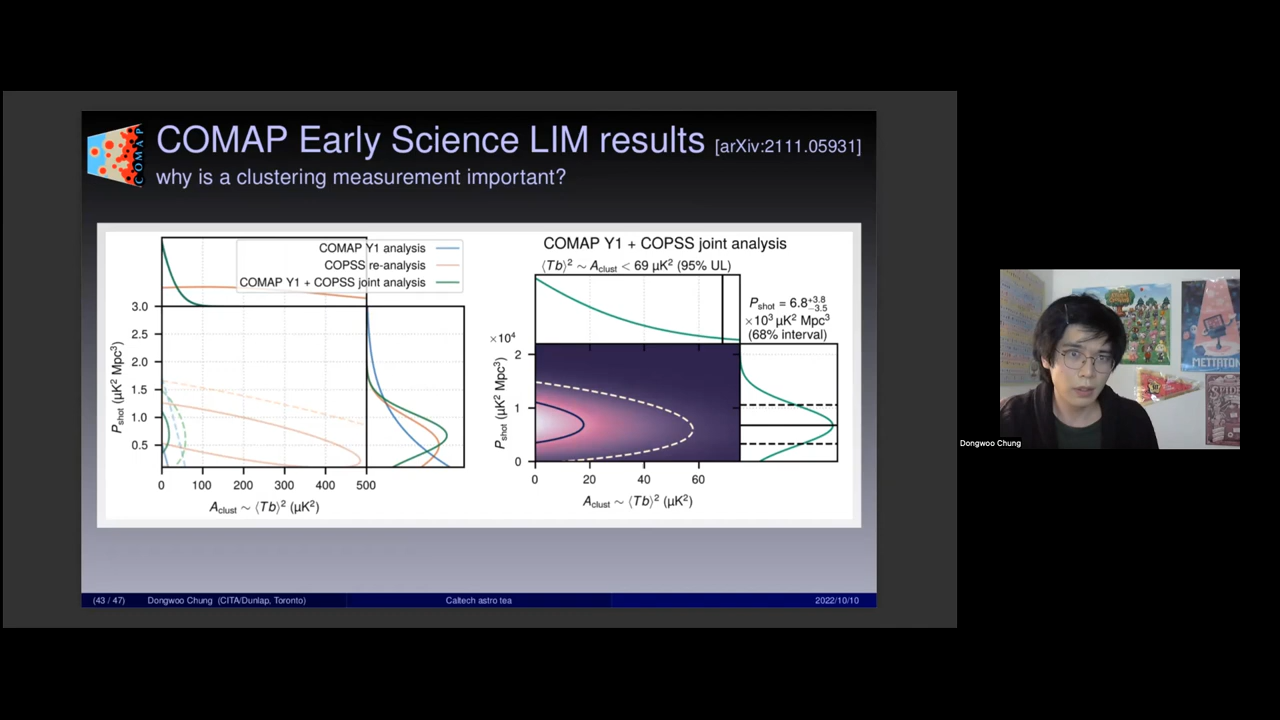 COMAP Early Science LIM results [arXiv:2111.05931]
why is a clustering measurement important?
COMAP
COMAP Y1 analysis
COPSS re-analysis
COMAP Y1 + COPSS joint analysis
3.0
2.5
2.0
1.5
1.0
0.5
P_shot (μK² Mpc³)
0 100 200 300 400 500
A_clust ∼ ⟨Tb⟩² (μK²)
COMAP Y1 + COPSS joint analysis
⟨Tb⟩² ∼ A_clust < 69 μK² (95% UL)
P_shot = 6.8 +3.8 −3.5
×10³ μK² Mpc³
(68% interval)
×10⁴
2
1
0
P_shot (μK² Mpc³)
0 20 40 60
A_clust ∼ ⟨Tb⟩² (μK²)
(43 / 47) Dongwoo Chung (CITA/Dunlap, Toronto) Caltech astro tea 2022/10/10
METTATON
Dongwoo Chung